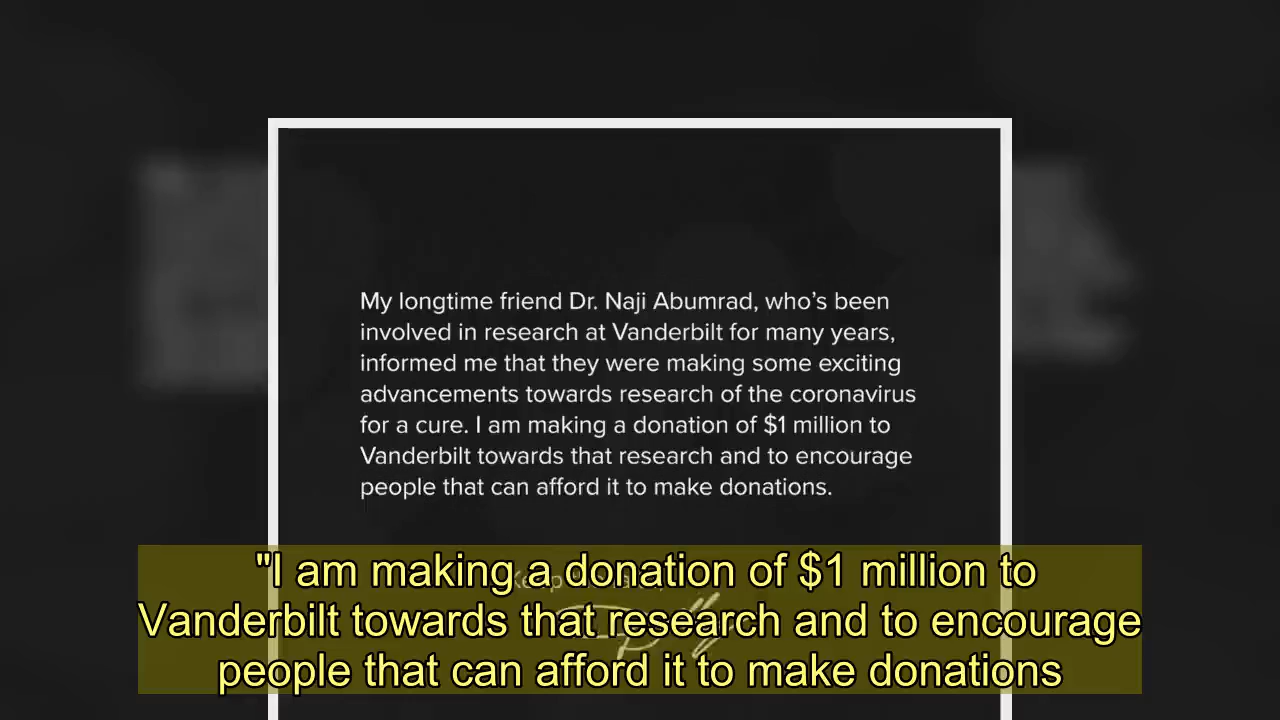 My longtime friend Dr. Naji Abumrad, who's been
involved in research at Vanderbilt for many years,
informed me that they were making some exciting
advancements towards research of the coronavirus
for a cure. I am making a donation of $1 million to
Vanderbilt towards that research and to encourage
people that can afford it to make donations.
"I am making a donation of $1 million to
Vanderbilt towards that research and to encourage
people that can afford it to make donations